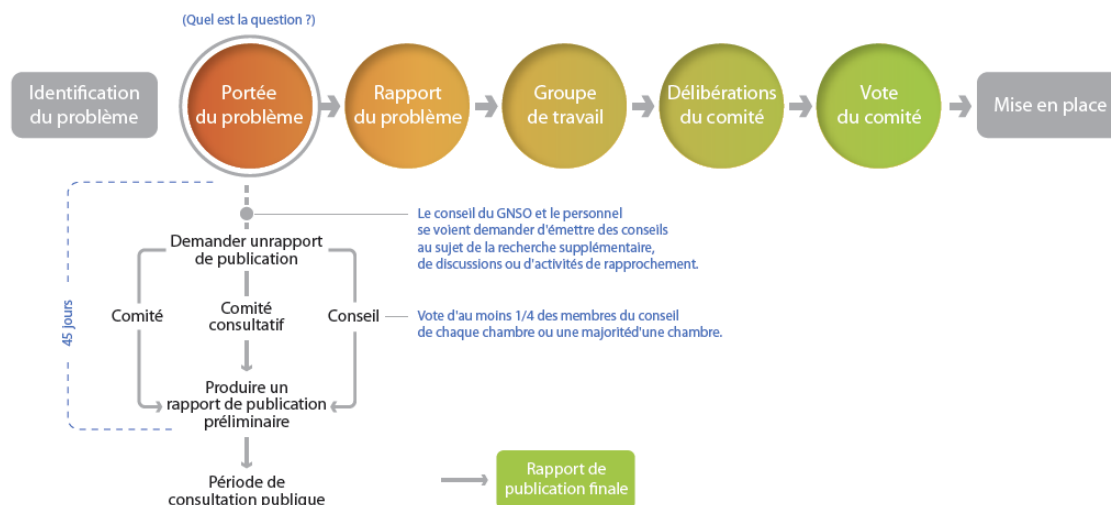 (Quel est la question ?)
Identification
du problème
Portée
du problème
Rapport
du problème
Groupe
de travail
Délibérations
du comité
Vote
du comité
Mise en place
45 jours
Le conseil du GNSO et le personnel
se voient demander d'émettre des conseils
au sujet de la recherche supplémentaire,
de discussions ou d'activités de rapprochement.
Demander unrapport
de publication
Comité
Comité
consultatif
Conseil
Vote d'au moins 1/4 des membres du conseil
de chaque chambre ou une majoritéd'une chambre.
Produire un
rapport de publication
préliminaire
Période de
consultation publique
Rapport de
publication finale